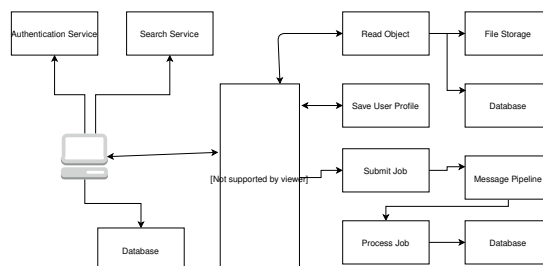 Authentication Service
Search Service
Read Object
File Storage
Save User Profile
Database
[Not supported by viewer]
Submit Job
Message Pipeline
Database
Process Job
Database